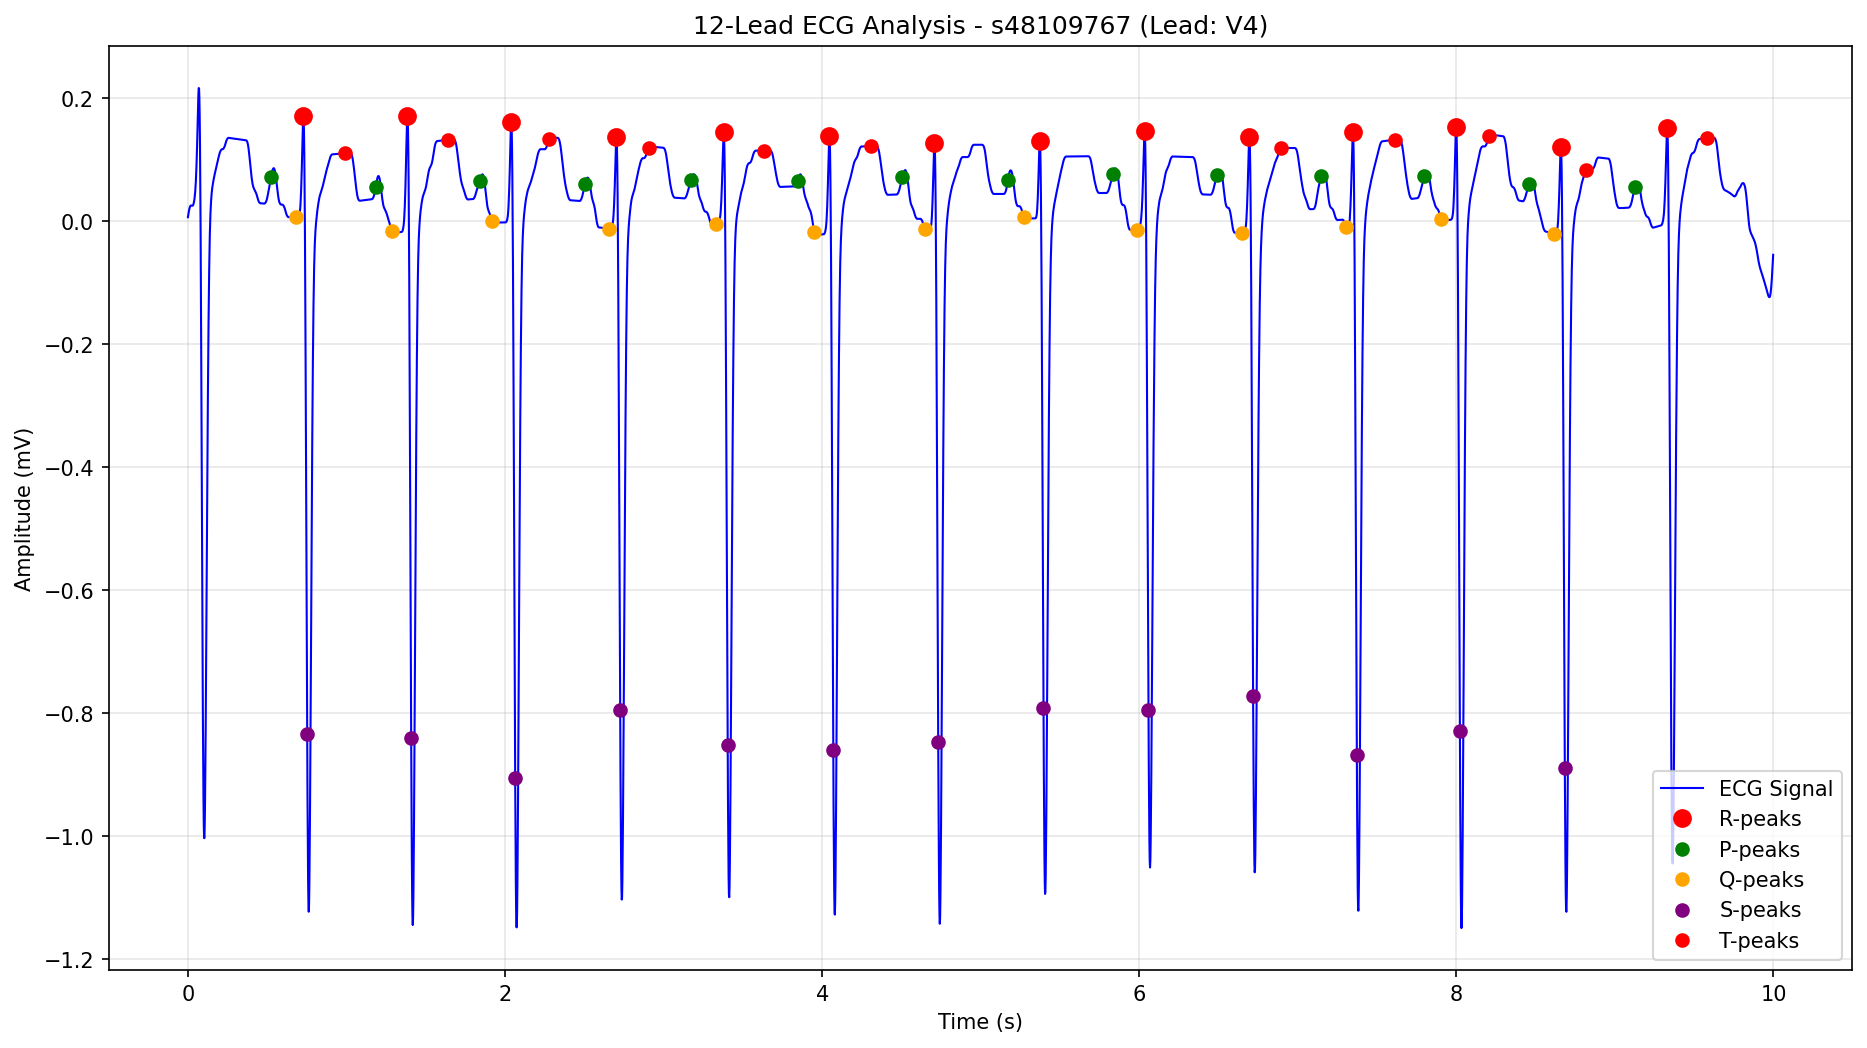 12-Lead ECG Analysis - s48109767 (Lead: V4)
Amplitude (mV)
0.2
0.0
−0.2
−0.4
−0.6
−0.8
−1.0
−1.2
ECG Signal
R-peaks
P-peaks
Q-peaks
S-peaks
T-peaks
0 2 4 6 8 10
Time (s)